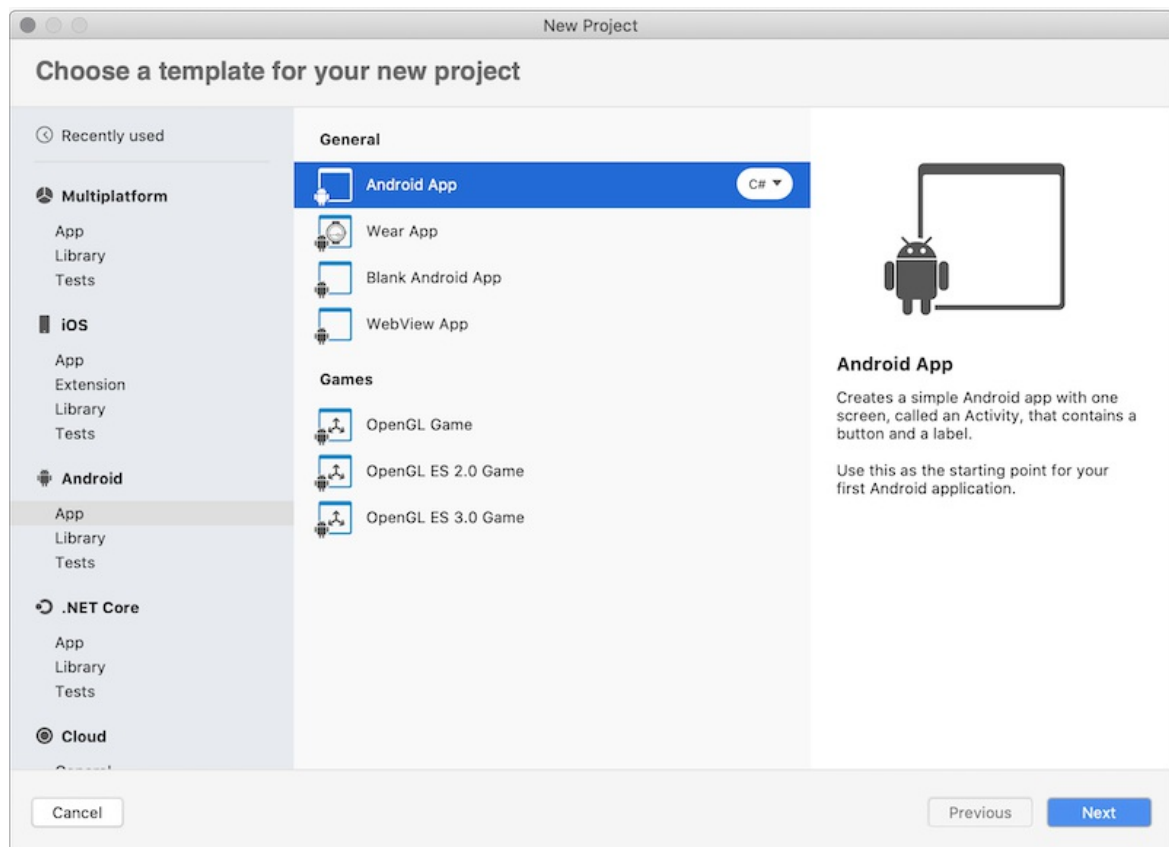 New Project
Choose a template for your new project
Recently used
Multiplatform
App
Library
Tests
iOS
App
Extension
Library
Tests
Android
App
Library
Tests
.NET Core
App
Library
Tests
Cloud
General
Android App
C#
Wear App
Blank Android App
WebView App
Games
OpenGL Game
OpenGL ES 2.0 Game
OpenGL ES 3.0 Game
Android App
Creates a simple Android app with one
screen, called an Activity, that contains a
button and a label.
Use this as the starting point for your
first Android application.
Cancel
Previous
Next